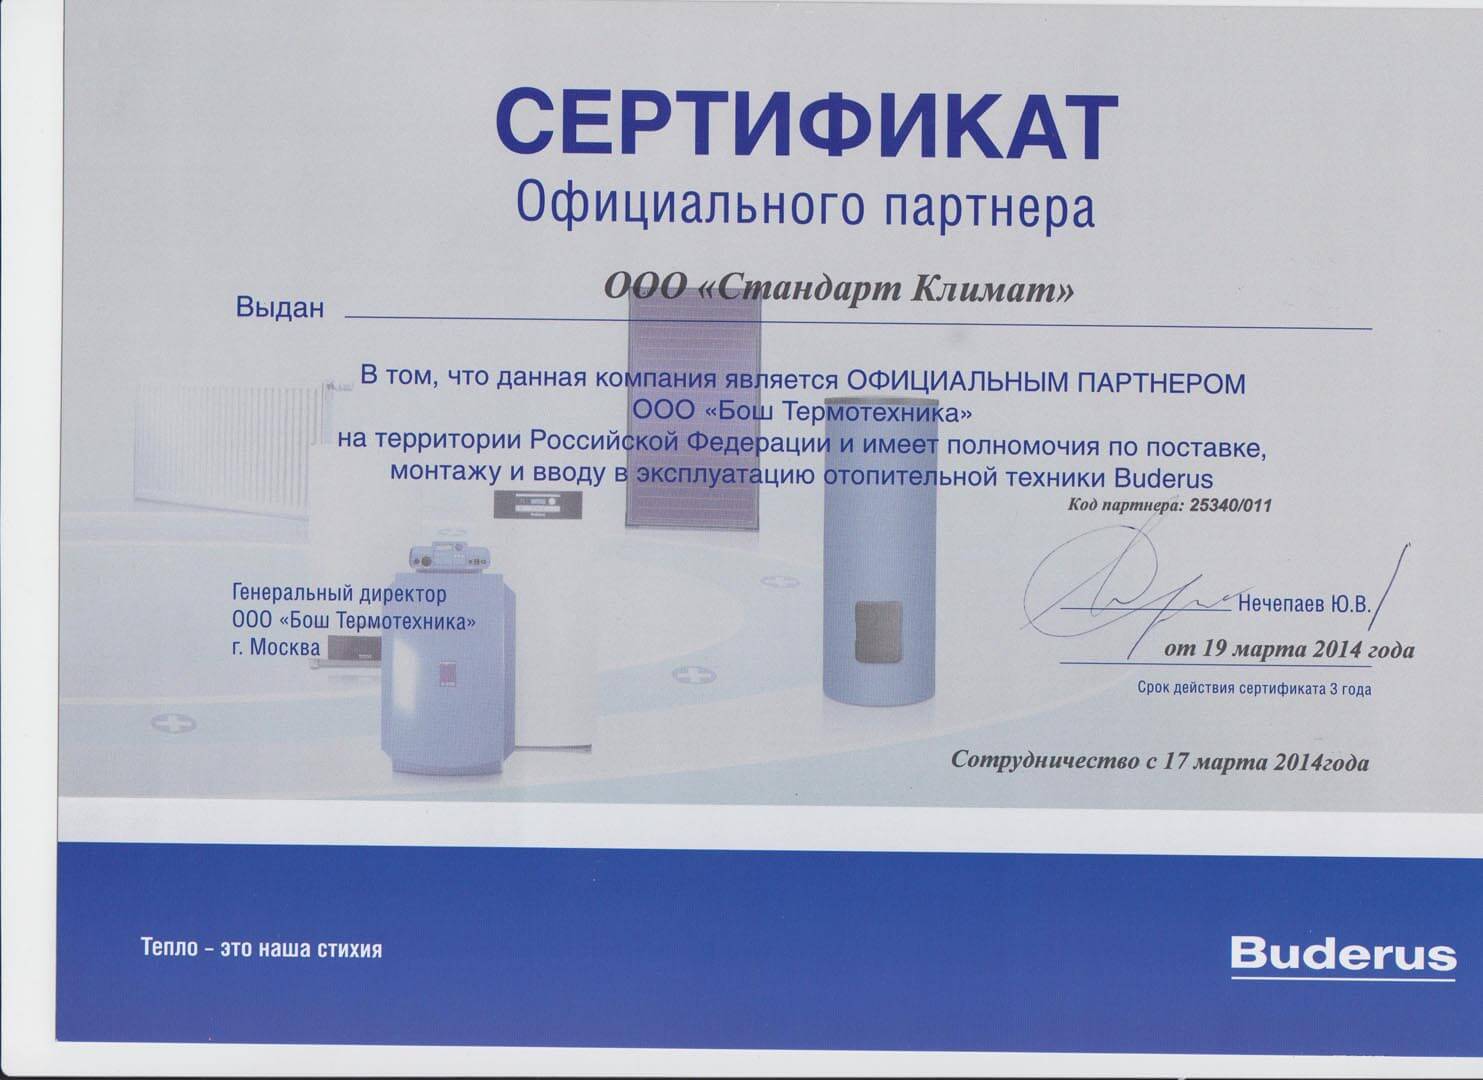 СЕРТИФИКАТ
Официального партнера
ООО «Стандарт Климат»
Выдан
В том, что данная компания является ОФИЦИАЛЬНЫМ ПАРТНЕРОМ
ООО «Бош Термотехника»
на территории Российской Федерации и имеет полномочия по поставке,
монтажу и вводу в эксплуатацию отопительной техники Buderus
Код партнера: 25340/011
Генеральный директор
ООО «Бош Термотехника»
г. Москва
Нечепаев Ю.В.
от 19 марта 2014 года
Срок действия сертификата 3 года
Сотрудничество с 17 марта 2014года
Тепло - это наша стихия
Buderus